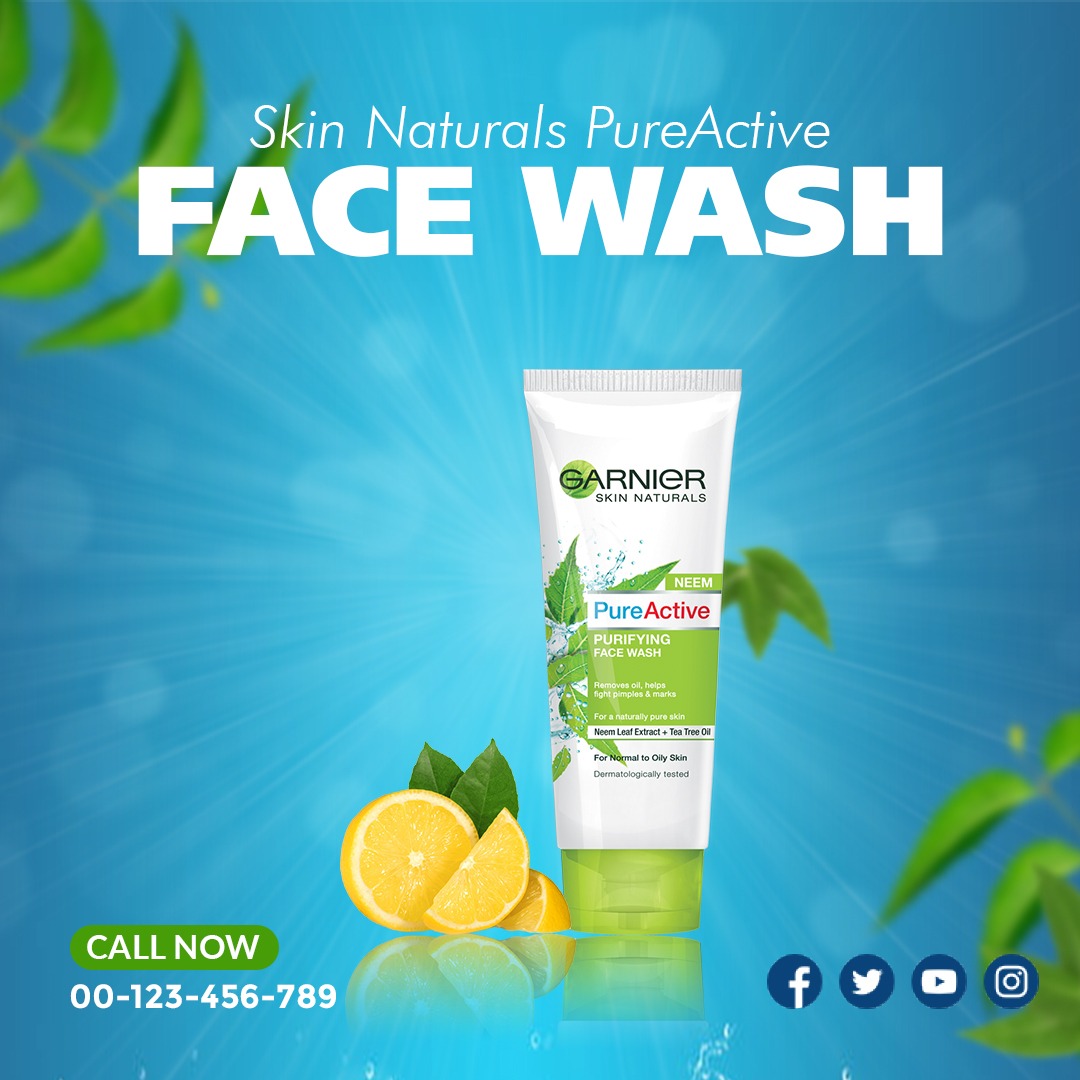 Skin Naturals PureActive
FACE WASH
GARNIER
SKIN NATURALS
NEEM
PureActive
PURIFYING
FACE WASH
Removes oil, helps
fight pimples & marks
For a naturally pure skin
Neem Leaf Extract + Tea Tree Oil
For Normal to Oily Skin
Dermatologically tested
CALL NOW
00-123-456-789